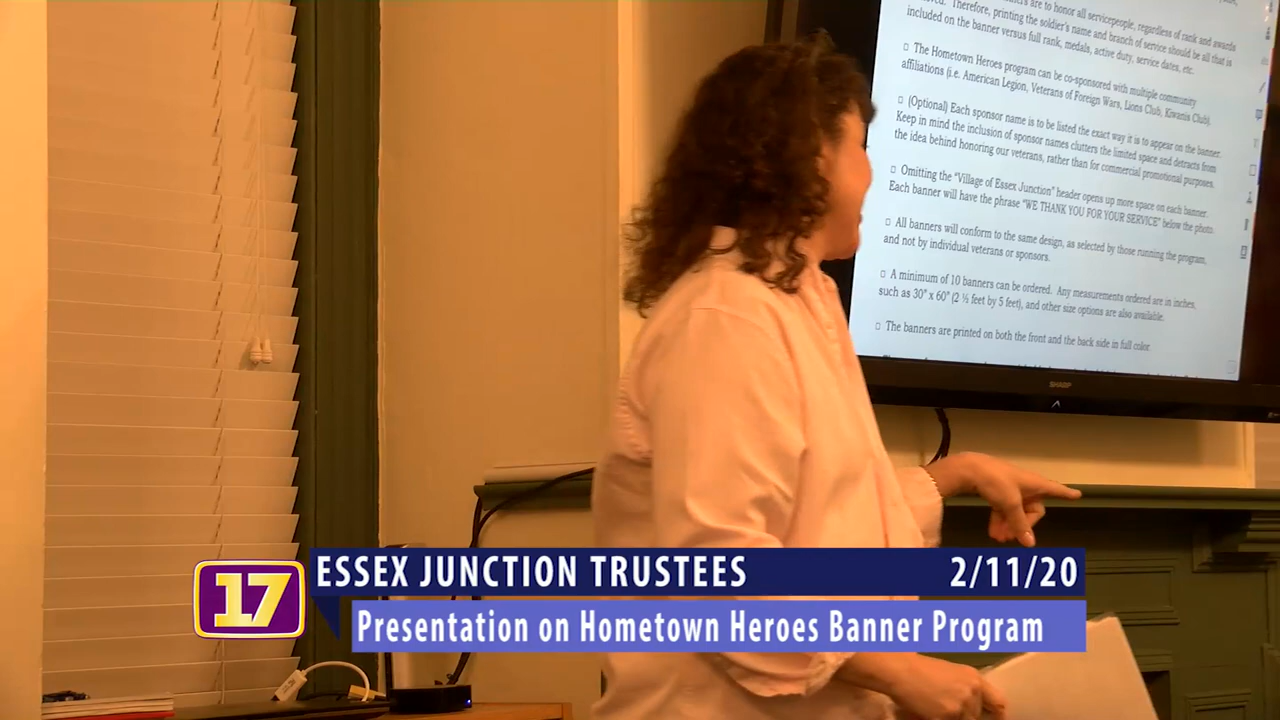 are to honor all servicepeople, regardless of rank and awards
Therefore, printing the soldier's name and branch of service should be all that is
included on the banner versus full rank, medals, active duty, service dates, etc.
▫ The Hometown Heroes program can be co-sponsored with multiple community
affiliations (i.e. American Legion, Veterans of Foreign Wars, Lions Club, Kiwanis Club).
▫ (Optional) Each sponsor name is to be listed the exact way it is to appear on the banner.
Keep in mind the inclusion of sponsor names clutters the limited space and detracts from
the idea behind honoring our veterans, rather than for commercial promotional purposes.
▫ Omitting the "Village of Essex Junction" header opens up more space on each banner.
Each banner will have the phrase "WE THANK YOU FOR YOUR SERVICE" below the photo.
▫ All banners will conform to the same design, as selected by those running the program,
and not by individual veterans or sponsors.
▫ A minimum of 10 banners can be ordered. Any measurements ordered are in inches,
such as 30" x 60" (2 ½ feet by 5 feet), and other size options are also available.
▫ The banners are printed on both the front and the back side in full color.
SHARP
17
ESSEX JUNCTION TRUSTEES 2/11/20
Presentation on Hometown Heroes Banner Program